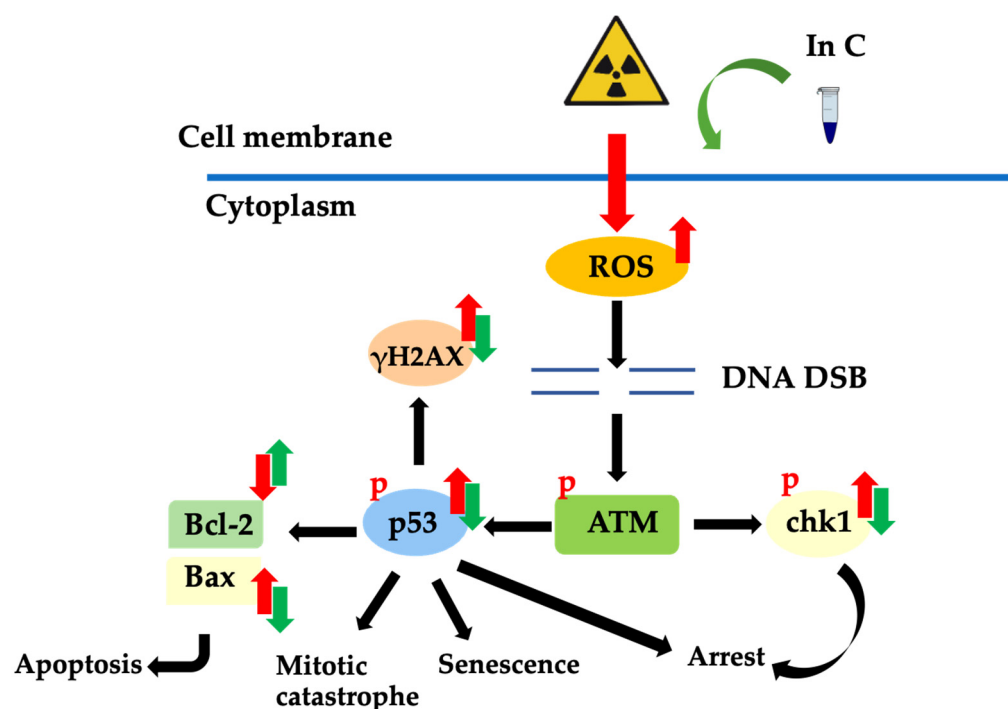 In C
Cell membrane
Cytoplasm
ROS
γH2AX
DNA DSB
p
p
p
Bcl-2
p53
ATM
chk1
Bax
Apoptosis
Mitotic
catastrophe
Senescence
Arrest